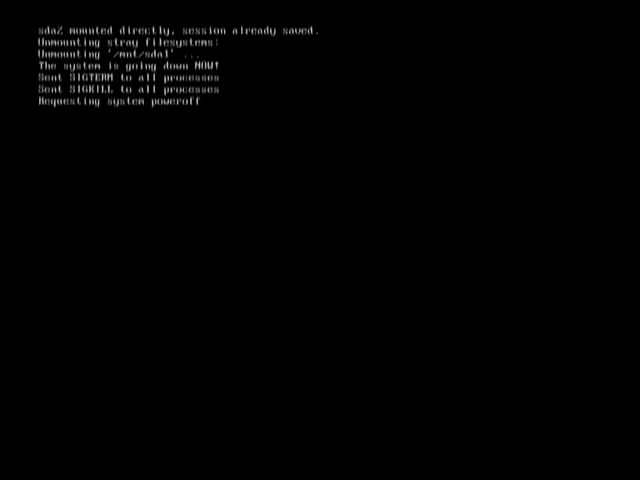 sda2 mounted directly, session already saved.
Unmounting stray filesystems:
Unmounting '/mnt/sda1' ...
The system is going down NOW!
Sent SIGTERM to all processes
Sent SIGKILL to all processes
Requesting system poweroff